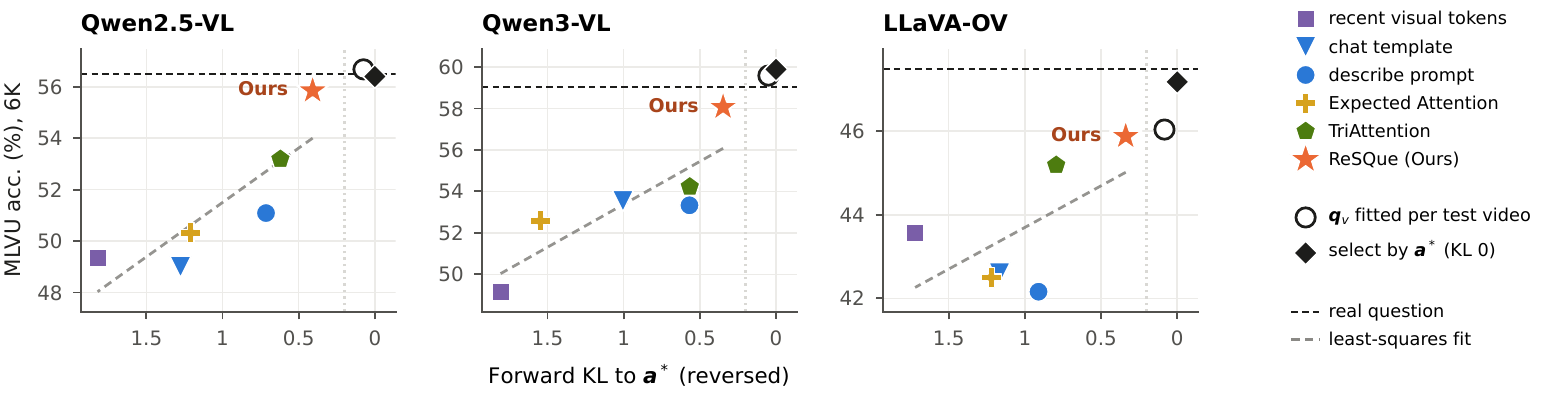 Qwen2.5-VL
Qwen3-VL
LLaVA-OV
MLVU acc. (%), 6K
56
54
52
50
48
Ours
1.5
1
0.5
0
60
58
56
54
52
50
Ours
1.5
1
0.5
0
Forward KL to a* (reversed)
46
44
42
Ours
1.5
1
0.5
0
recent visual tokens
chat template
describe prompt
Expected Attention
TriAttention
ReSQue (Ours)
qv fitted per test video
select by a* (KL 0)
real question
least-squares fit